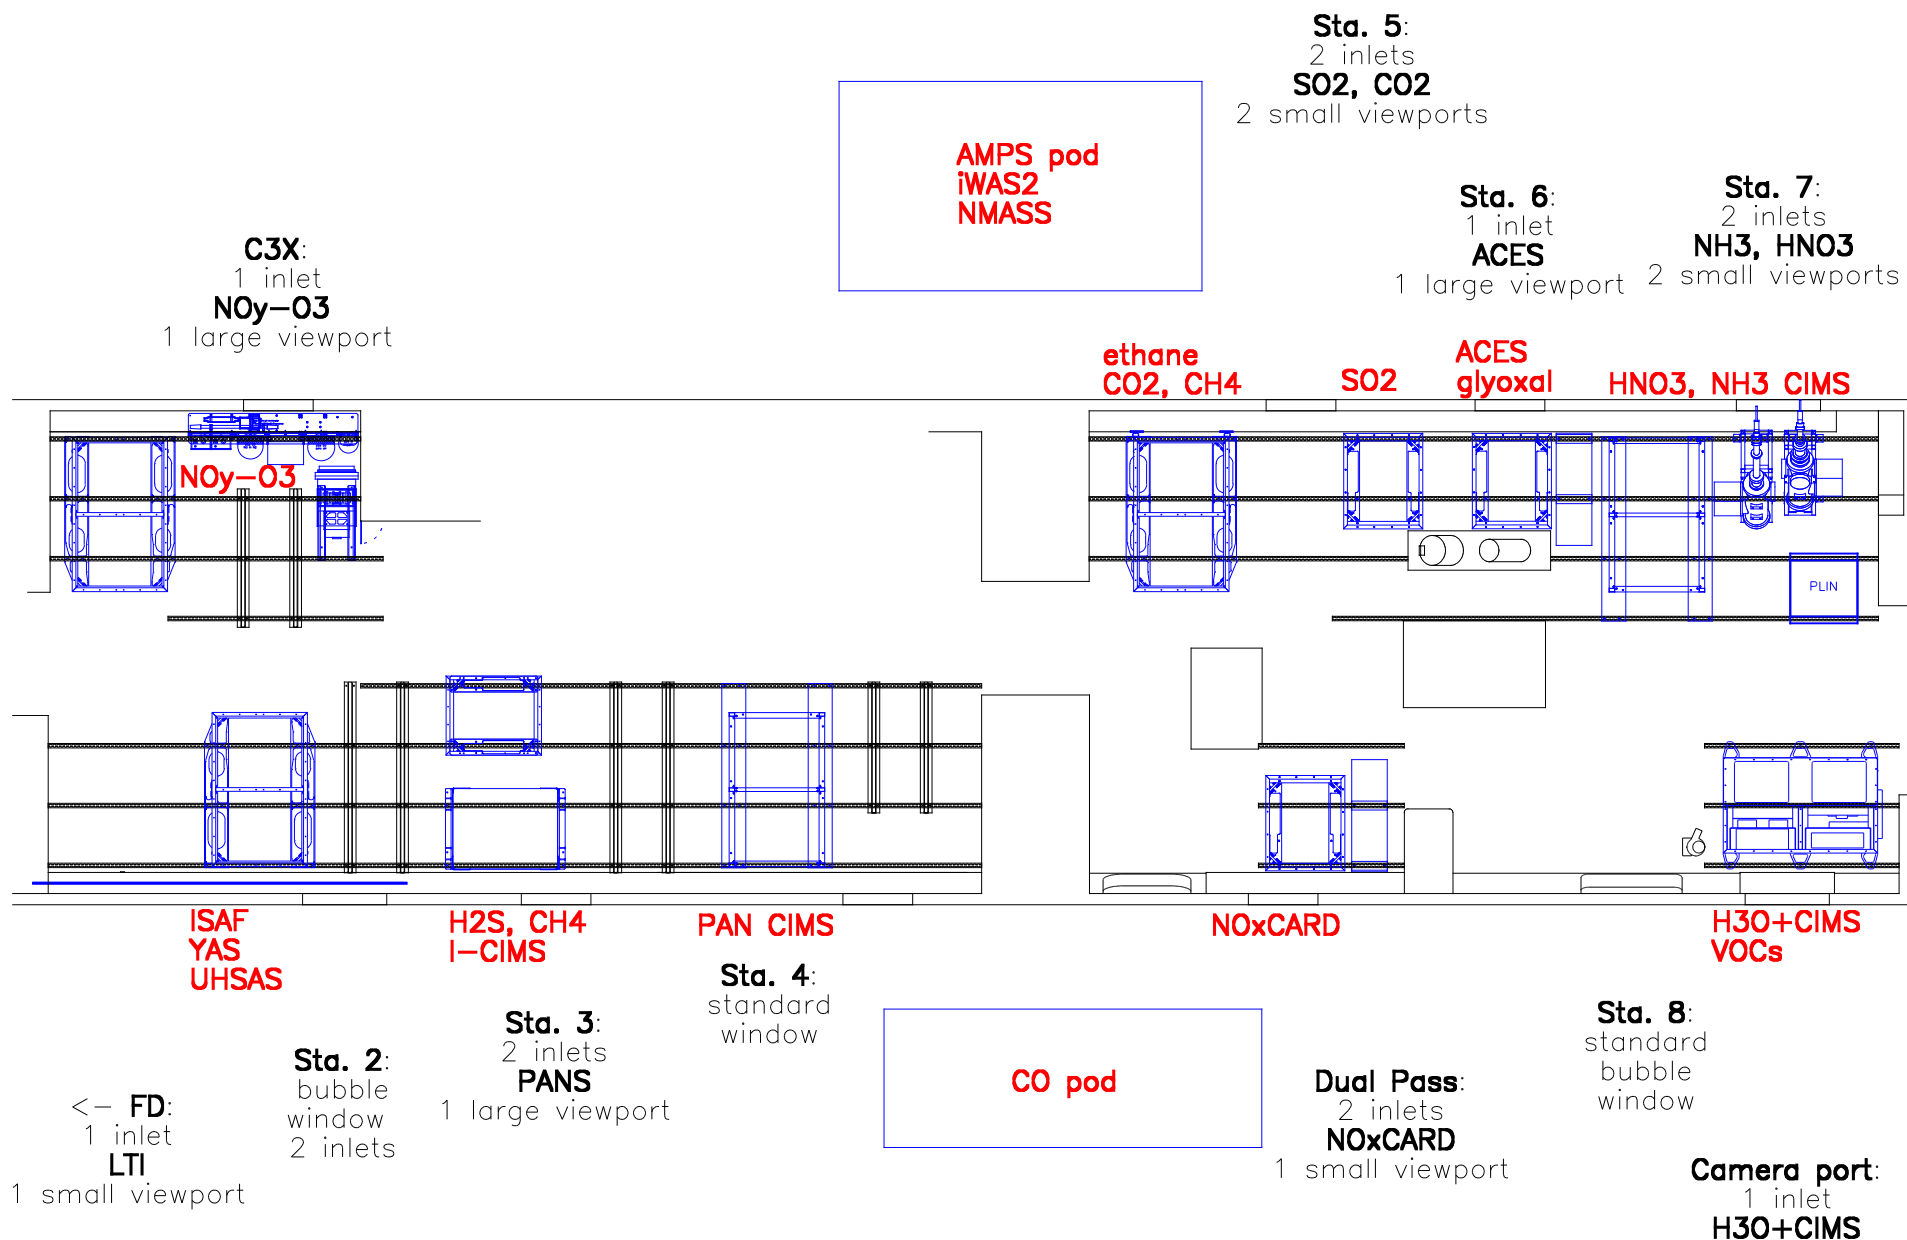 Sta. 5:
2 inlets
SO2, CO2
2 small viewports
AMPS pod
iWAS2
NMASS
Sta. 6:
1 inlet
ACES
1 large viewport
Sta. 7:
2 inlets
NH3, HNO3
2 small viewports
C3X:
1 inlet
NOy-O3
1 large viewport
ethane
CO2, CH4
SO2
ACES
glyoxal
HNO3, NH3 CIMS
NOy-O3
PLIN
ISAF
YAS
UHSAS
H2S, CH4
I-CIMS
PAN CIMS
NOxCARD
H3O+CIMS
VOCs
Sta. 4:
standard
window
Sta. 3:
2 inlets
PANS
1 large viewport
Sta. 2:
bubble
window
2 inlets
<- FD:
1 inlet
LTI
1 small viewport
CO pod
Dual Pass:
2 inlets
NOxCARD
1 small viewport
Sta. 8:
standard
bubble
window
Camera port:
1 inlet
H3O+CIMS